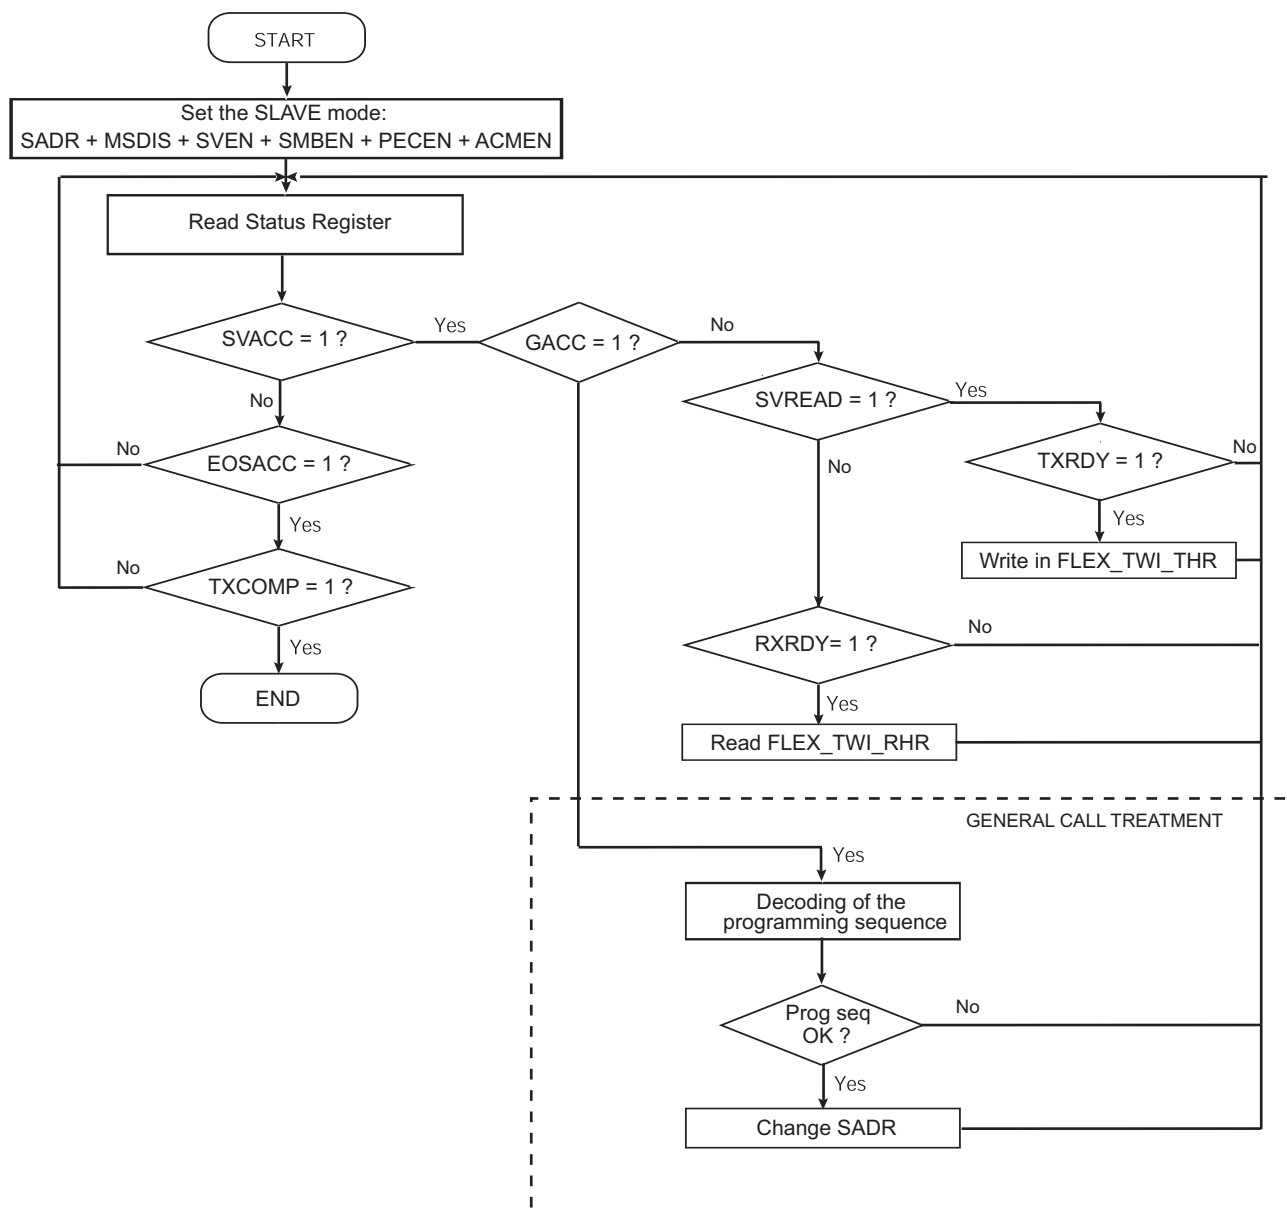 START
Set the SLAVE mode:
SADR + MSDIS + SVEN + SMBEN + PECEN + ACMEN
Read Status Register
SVACC = 1 ?
Yes
GACC = 1 ?
No
SVREAD = 1 ?
Yes
No
EOSACC = 1 ?
No
TXRDY = 1 ?
No
No
Yes
Yes
Write in FLEX_TWI_THR
TXCOMP = 1 ?
No
Yes
END
RXRDY= 1 ?
No
Yes
Read FLEX_TWI_RHR
GENERAL CALL TREATMENT
Yes
Decoding of the
programming sequence
Prog seq
OK ?
No
Yes
Change SADR